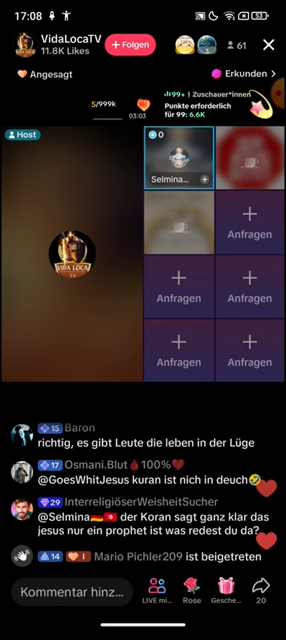 17:08
53
VidaLocaTV
11.8K Likes
+ Folgen
61
Angesagt
Erkunden >
5/999k
03:03
99+ | Zuschauer*innen
Punkte erforderlich
für 99: 6.6K
Host
0
VIDA LOCA
TV
Selmina...
Anfragen
Anfragen
Anfragen
Anfragen
Anfragen
Anfragen
15 Baron
richtig, es gibt Leute die leben in der Lüge
17 Osmani.Blut🩸100%❤️
@GoesWhitJesus kuran ist nich in deuch🤣
29 InterreligiöserWeisheitSucher
@Selmina🇩🇪🇹🇳 der Koran sagt ganz klar das
jesus nur ein prophet ist was redest du da?
14 I Mario Pichler209 ist beigetreten
Kommentar hinz...
LIVE mi...
Rose
Gesche...
20